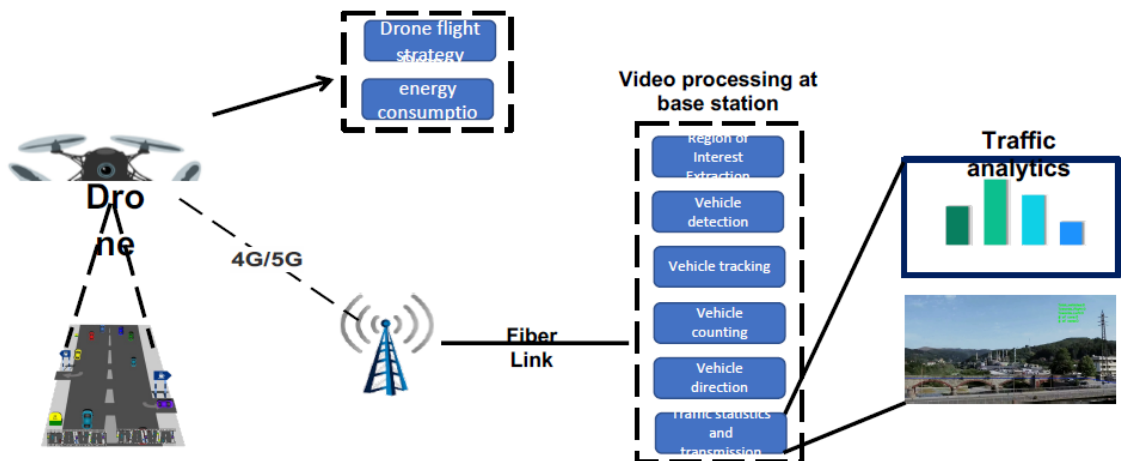 Drone flight
strategy
energy
consumptio
Video processing at
base station
Region of
Interest
Extraction
Vehicle
detection
Vehicle tracking
Vehicle
counting
Vehicle
direction
Traffic statistics
and
transmission
Traffic
analytics
Dro
ne
4G/5G
Fiber
Link